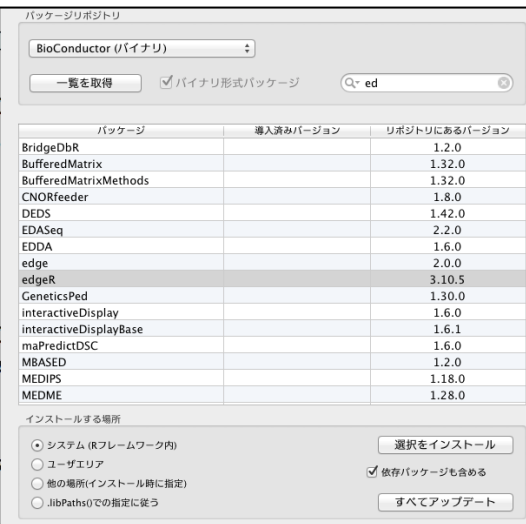 パッケージリポジトリ
BioConductor (バイナリ)
一覧を取得 バイナリ形式パッケージ ed
パッケージ 導入済みバージョン リポジトリにあるバージョン
BridgeDbR 1.2.0
BufferedMatrix 1.32.0
BufferedMatrixMethods 1.32.0
CNORfeeder 1.8.0
DEDS 1.42.0
EDASeq 2.2.0
EDDA 1.6.0
edge 2.0.0
edgeR 3.10.5
GeneticsPed 1.30.0
interactiveDisplay 1.6.0
interactiveDisplayBase 1.6.1
maPredictDSC 1.6.0
MBASED 1.2.0
MEDIPS 1.18.0
MEDME 1.28.0
インストールする場所
システム (Rフレームワーク内) 選択をインストール
ユーザエリア 依存パッケージも含める
他の場所(インストール時に指定)
.libPaths()での指定に従う すべてアップデート